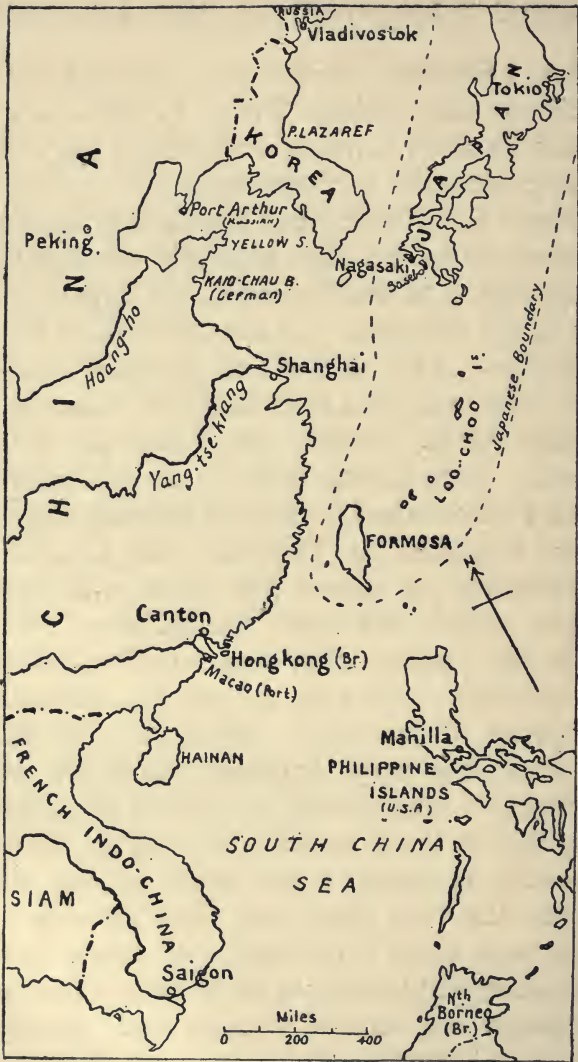 RUSSIA
Vladivostok
JAPAN
Tokio
P. LAZAREF
KOREA
CHINA
Port Arthur
(RUSSIAN)
Peking
YELLOW S.
Nagasaki
Sasebo
KAIO-CHAU B.
(German)
Hoang-ho
Shanghai
Yang-tse-kiang
LOO-CHOO Is.
Japanese Boundary
FORMOSA
N
Canton
Hongkong (Br)
Macao (Port)
HAINAN
Manilla
PHILIPPINE
ISLANDS
(U.S.A)
FRENCH INDO-CHINA
SOUTH CHINA
SEA
SIAM
Saigon
Nth
Borneo
(Br.)
Miles
0 200 400